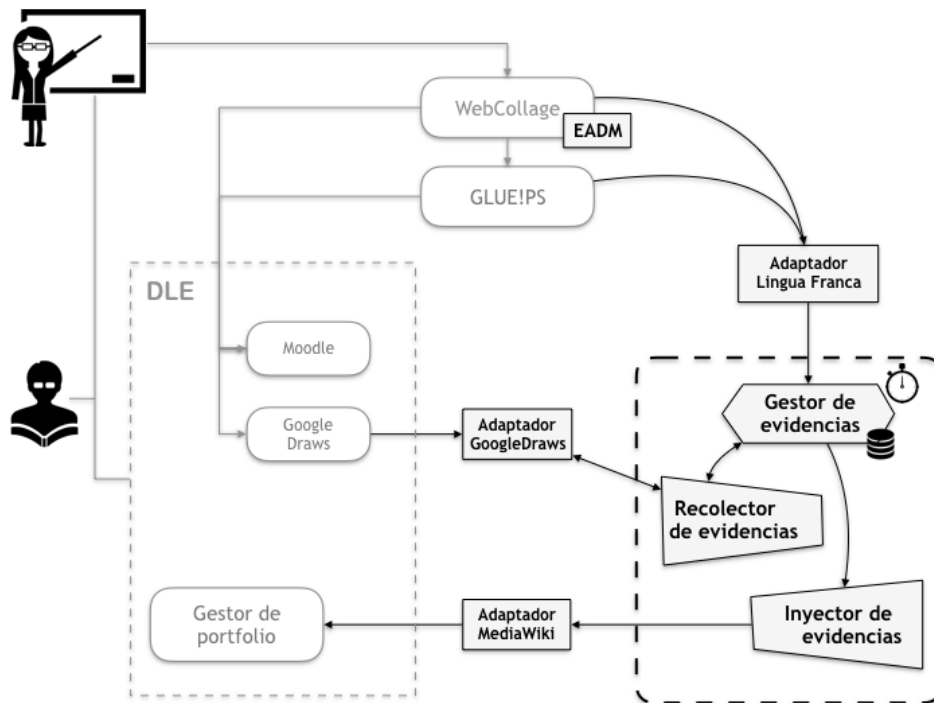 WebCollage
EADM
GLUE!PS
Adaptador
Lingua Franca
DLE
Moodle
Gestor de
evidencias
Google
Draws
Adaptador
GoogleDraws
Recolector
de evidencias
Gestor de
portfolio
Adaptador
MediaWiki
Inyector de
evidencias